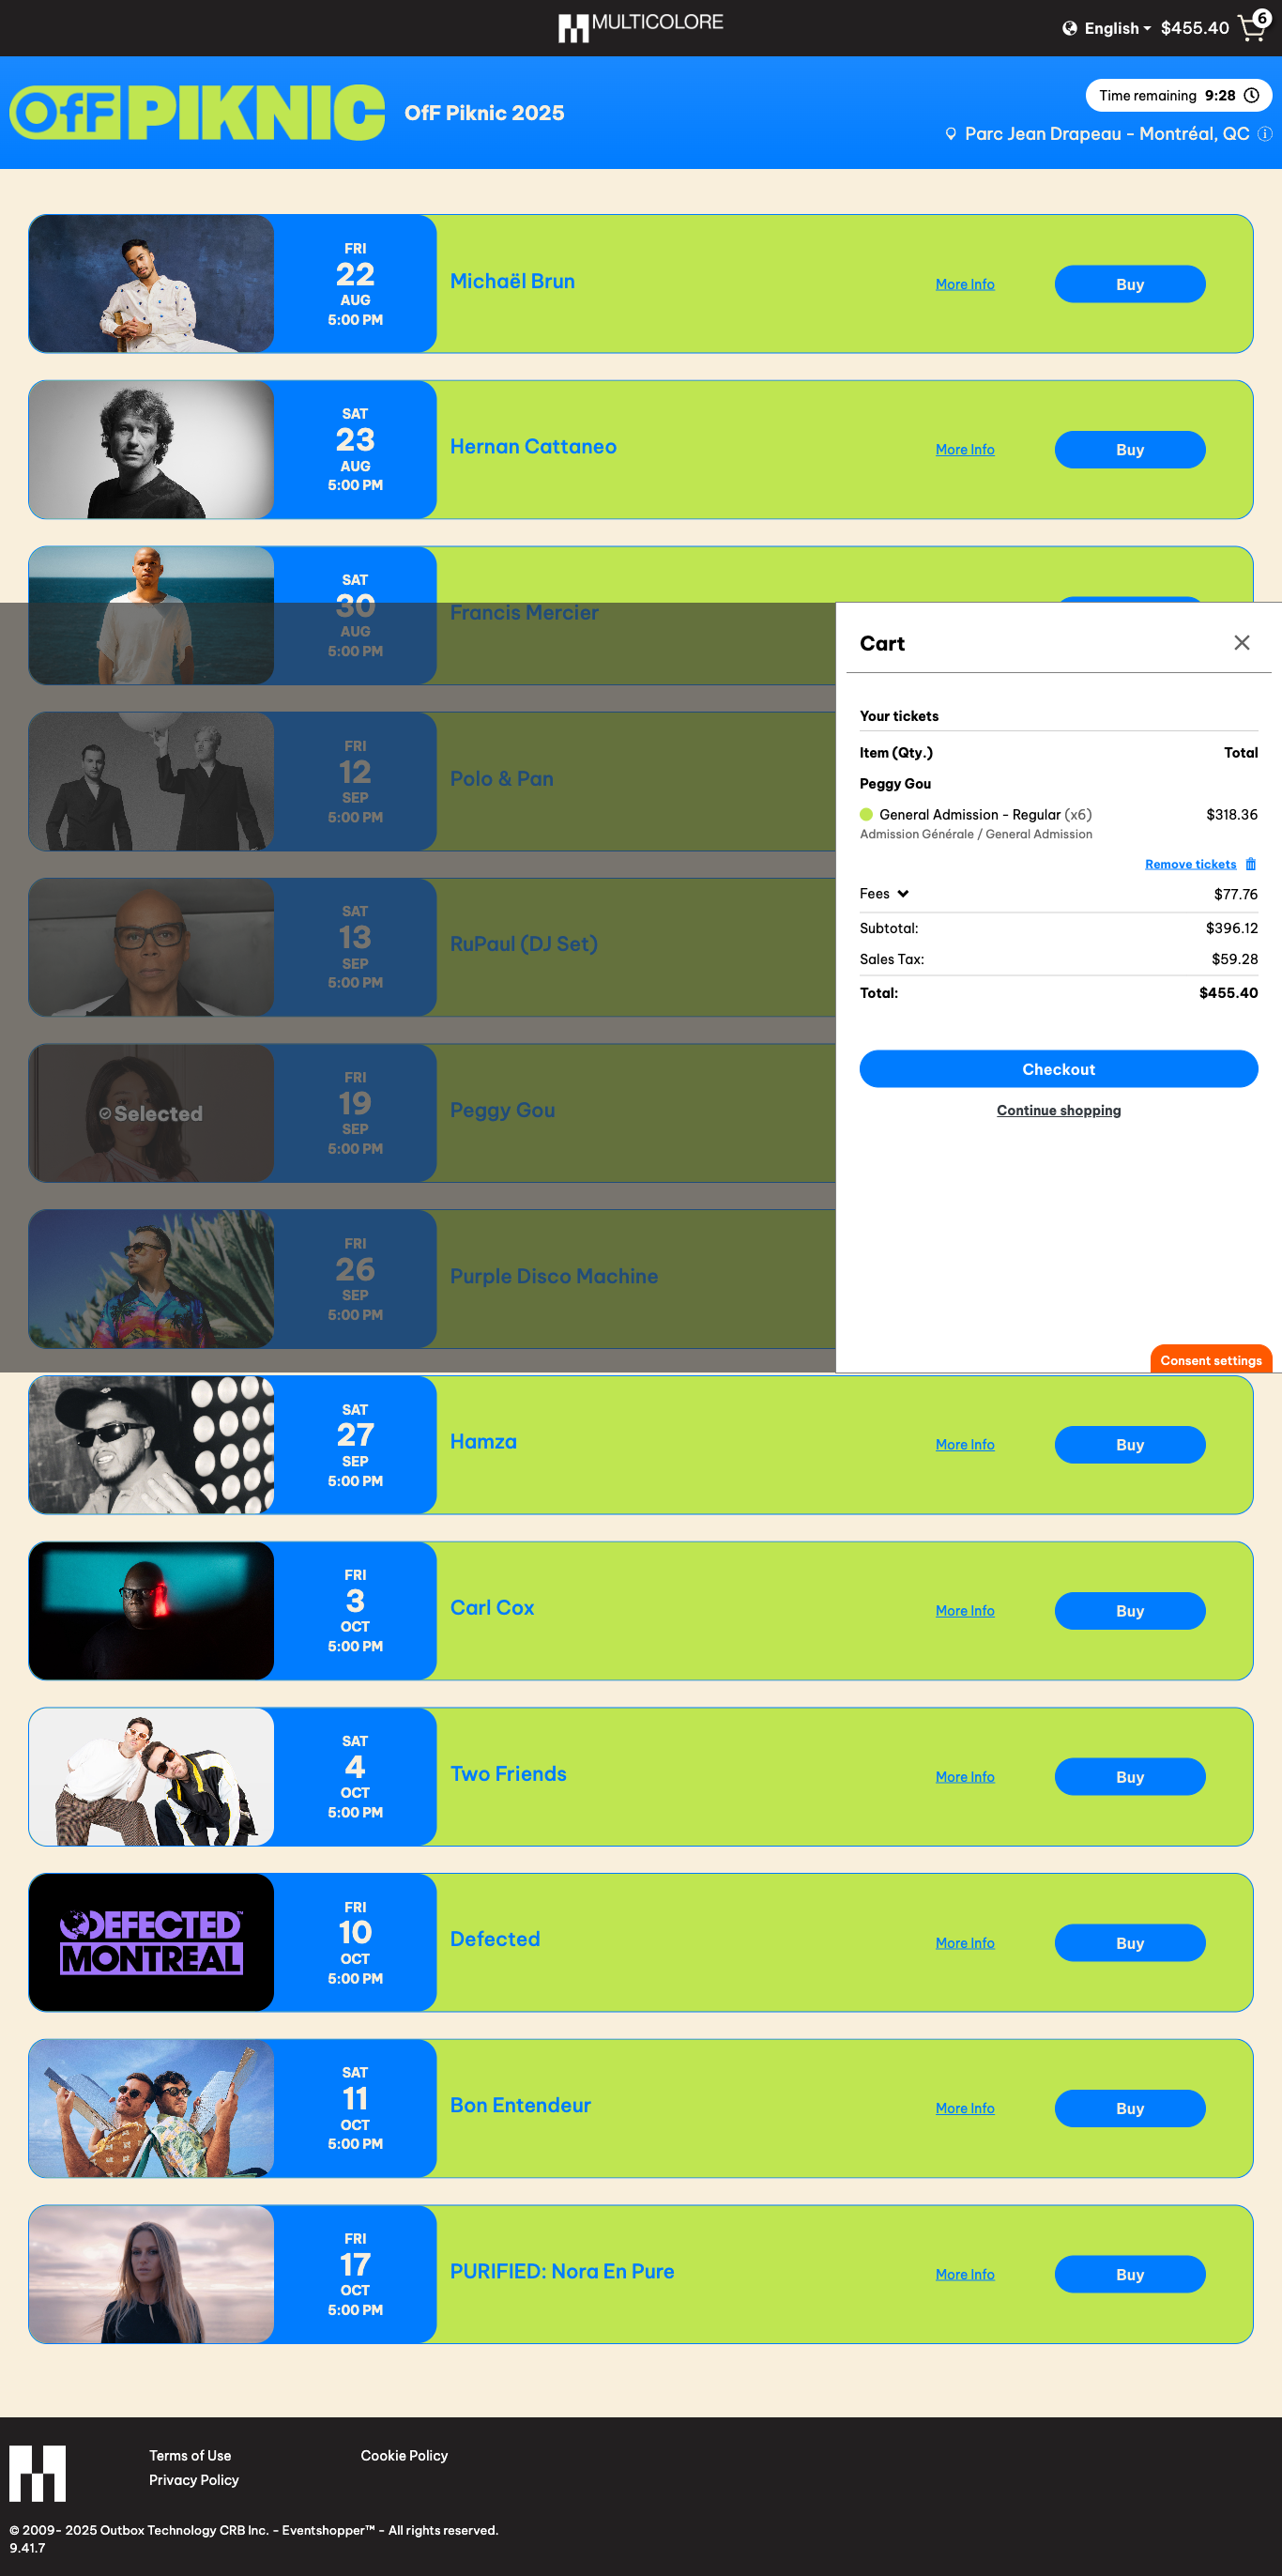 MULTICOLORE
English
$455.40
6
OfF PIKNIC
OfF Piknic 2025
Time remaining 9:28
Parc Jean Drapeau - Montréal, QC
FRI
22
AUG
5:00 PM
Michaël Brun
More Info
Buy
SAT
23
AUG
5:00 PM
Hernan Cattaneo
More Info
Buy
SAT
30
AUG
5:00 PM
Francis Mercier
FRI
12
SEP
5:00 PM
Polo & Pan
SAT
13
SEP
5:00 PM
RuPaul (DJ Set)
Selected
FRI
19
SEP
5:00 PM
Peggy Gou
FRI
26
SEP
5:00 PM
Purple Disco Machine
Cart
Your tickets
Item (Qty.) Total
Peggy Gou
General Admission - Regular (x6) $318.36
Admission Générale / General Admission
Remove tickets
Fees $77.76
Subtotal: $396.12
Sales Tax: $59.28
Total: $455.40
Checkout
Continue shopping
Consent settings
SAT
27
SEP
5:00 PM
Hamza
More Info
Buy
FRI
3
OCT
5:00 PM
Carl Cox
More Info
Buy
SAT
4
OCT
5:00 PM
Two Friends
More Info
Buy
DEFECTED™
MONTREAL
FRI
10
OCT
5:00 PM
Defected
More Info
Buy
SAT
11
OCT
5:00 PM
Bon Entendeur
More Info
Buy
FRI
17
OCT
5:00 PM
PURIFIED: Nora En Pure
More Info
Buy
Terms of Use
Cookie Policy
Privacy Policy
© 2009- 2025 Outbox Technology CRB Inc. - Eventshopper™ - All rights reserved.
9.41.7